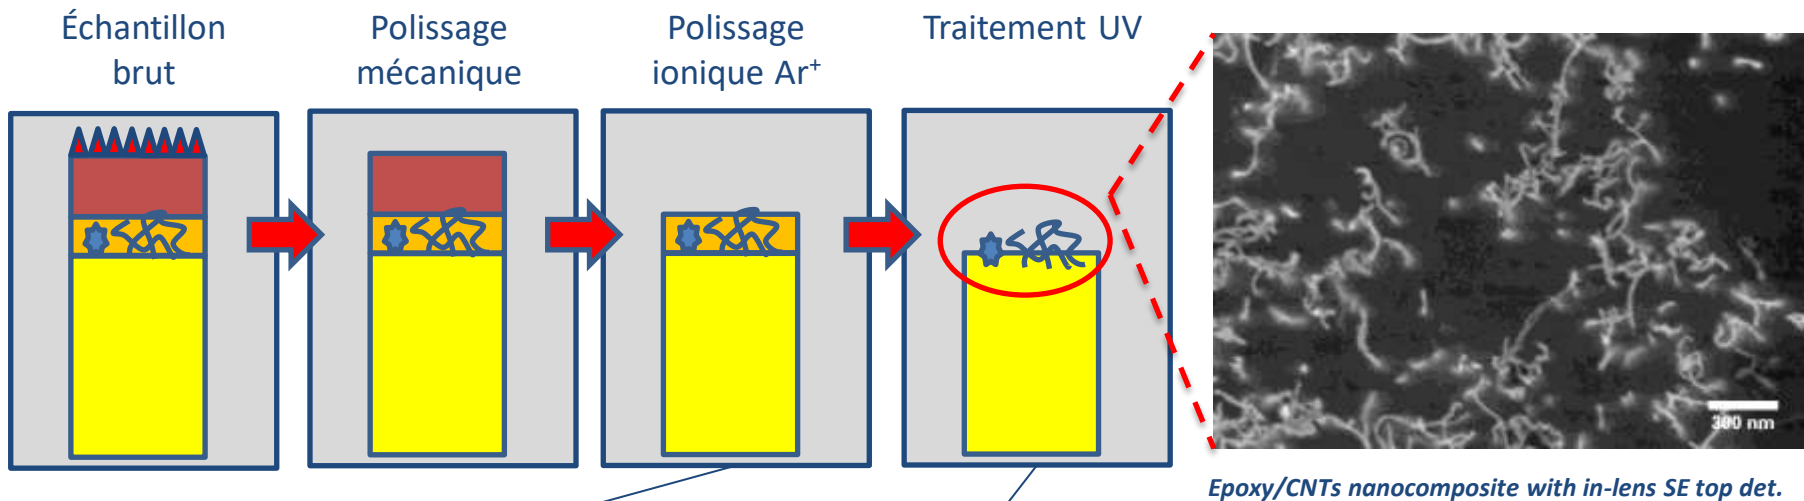 Échantillon
brut
Polissage
mécanique
Polissage
ionique Ar⁺
Traitement UV
300 nm
Epoxy/CNTs nanocomposite with in-lens SE top det.